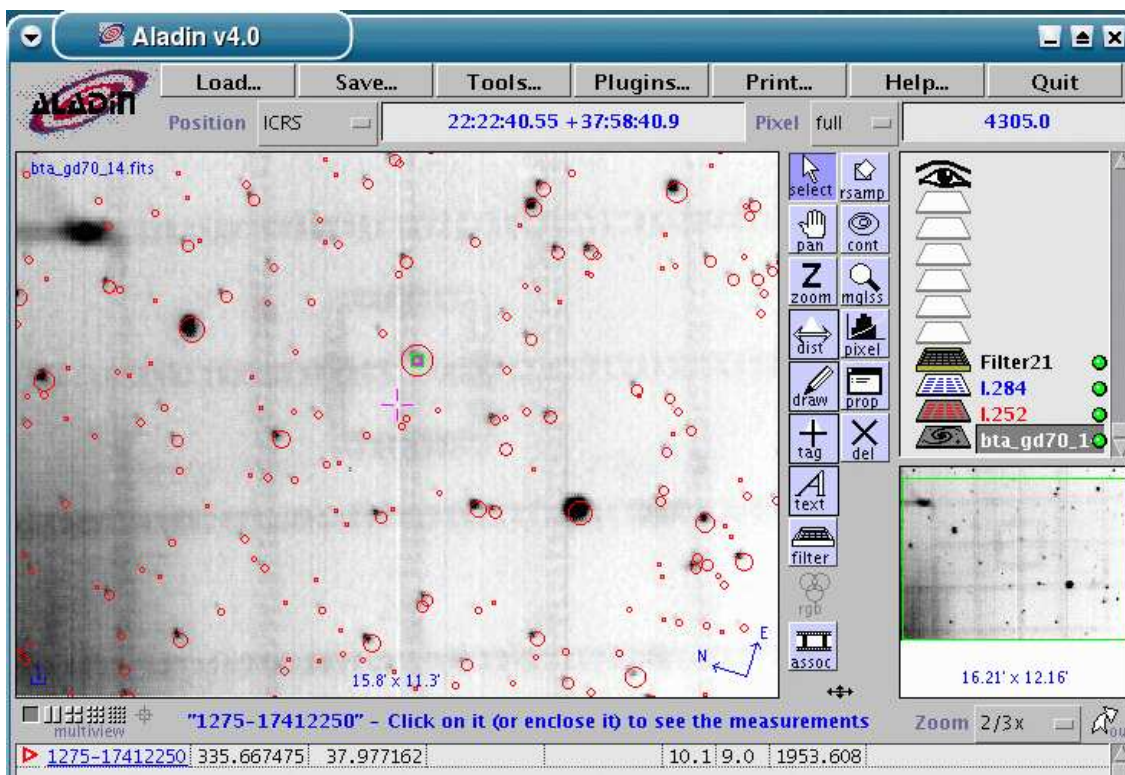 Aladin v4.0
ALADiN
Load... Save... Tools... Plugins... Print... Help... Quit
Position ICRS 22:22:40.55 +37:58:40.9 Pixel full 4305.0
bta_gd70_14.fits
select rsamp
pan cont
Z
zoom mglss
dist pixel
draw prop
tag del
A
text
filter
rgb
assoc
Filter21
I.284
I.252
bta_gd70_1
E
N
15.8' x 11.3'
16.21' x 12.16'
multiview
"1275-17412250" - Click on it (or enclose it) to see the measurements
Zoom 2/3x
1275-17412250 335.667475 37.977162 10.1 9.0 1953.608